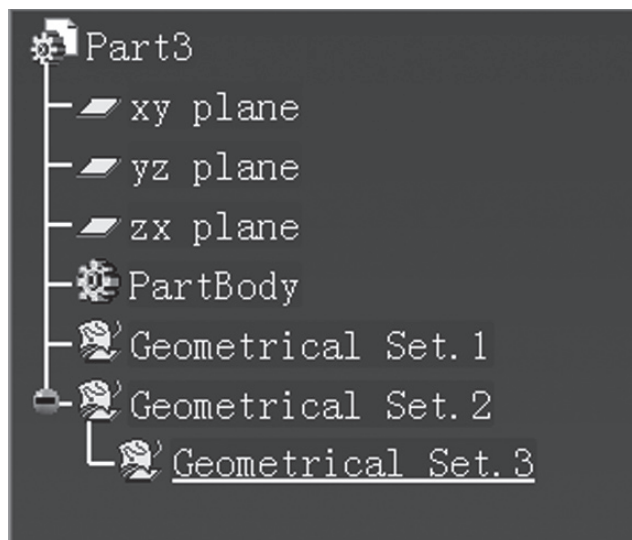 Part3
xy plane
yz plane
zx plane
PartBody
Geometrical Set.1
Geometrical Set.2
Geometrical Set.3